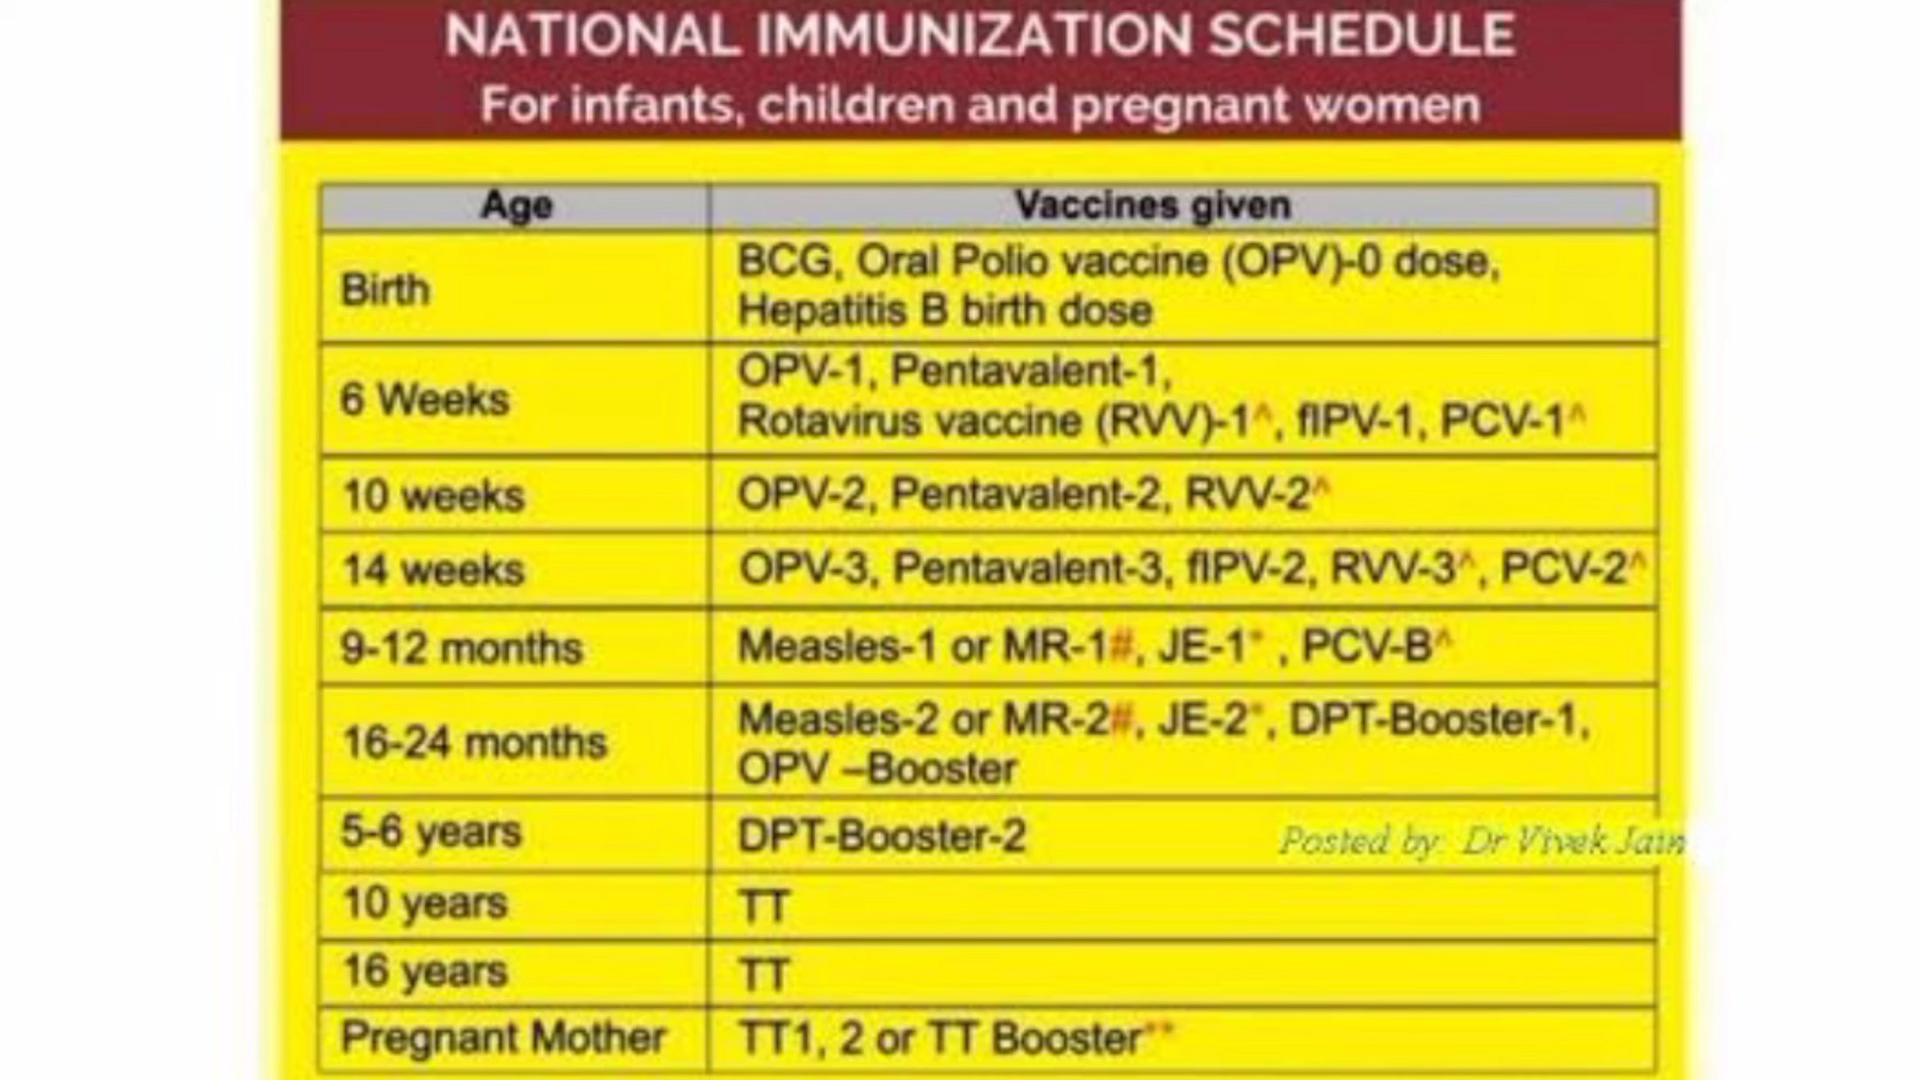 NATIONAL IMMUNIZATION SCHEDULE
For infants, children and pregnant women
Age Vaccines given
Birth BCG, Oral Polio vaccine (OPV)-0 dose,
Hepatitis B birth dose
6 Weeks OPV-1, Pentavalent-1,
Rotavirus vaccine (RVV)-1^, fIPV-1, PCV-1^
10 weeks OPV-2, Pentavalent-2, RVV-2^
14 weeks OPV-3, Pentavalent-3, fIPV-2, RVV-3^, PCV-2^
9-12 months Measles-1 or MR-1#, JE-1* , PCV-B^
16-24 months Measles-2 or MR-2#, JE-2*, DPT-Booster-1,
OPV –Booster
5-6 years DPT-Booster-2
Posted by: Dr Vivek Jain
10 years TT
16 years TT
Pregnant Mother TT1, 2 or TT Booster**